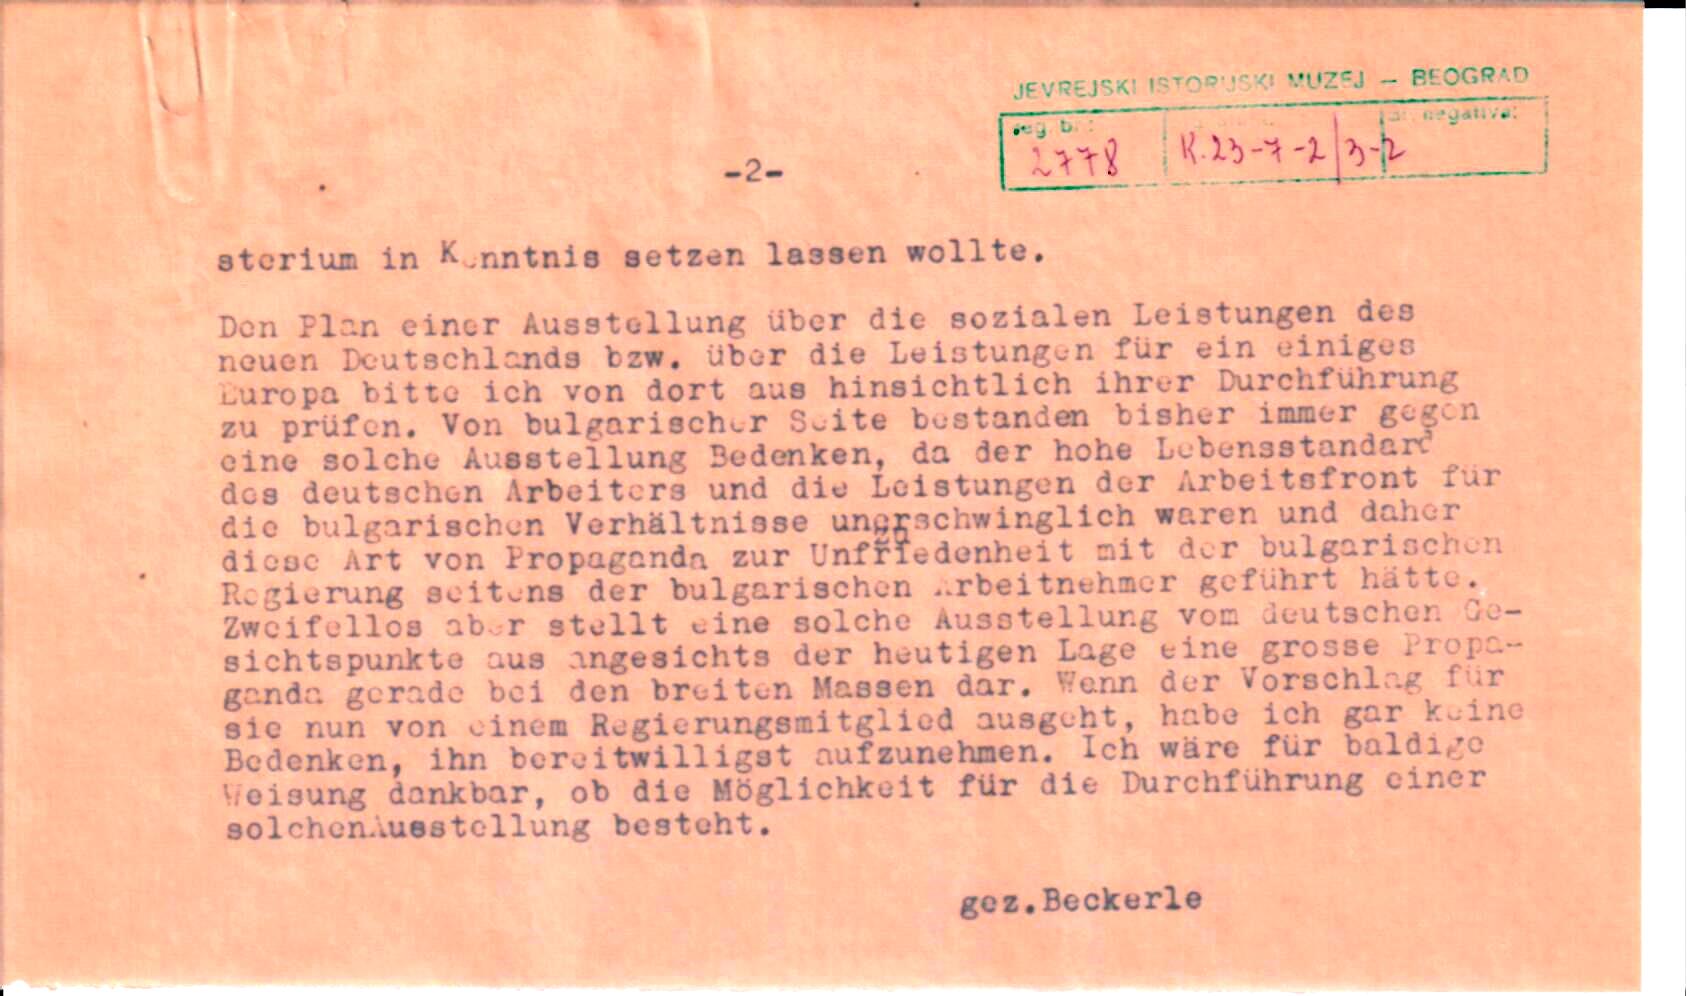 JEVREJSKI ISTORIJSKI MUZEJ — BEOGRAD
reg. br.: br. negativa:
2778 K.23-7-2/3-2
-2-
sterium in Kenntnis setzen lassen wollte.
Den Plan einer Ausstellung über die sozialen Leistungen des
neuen Deutschlands bzw. über die Leistungen für ein einiges
Europa bitte ich von dort aus hinsichtlich ihrer Durchführung
zu prüfen. Von bulgarischer Seite bestanden bisher immer gegen
eine solche Ausstellung Bedenken, da der hohe Lebensstandard
des deutschen Arbeiters und die Leistungen der Arbeitsfront für
die bulgarischen Verhältnisse unerschwinglich waren und daher
zu
diese Art von Propaganda zur Unffriedenheit mit der bulgarischen
Regierung seitens der bulgarischen Arbeitnehmer geführt hätte.
Zweifellos aber stellt eine solche Ausstellung vom deutschen Ge-
sichtspunkte aus angesichts der heutigen Lage eine grosse Propa-
ganda gerade bei den breiten Massen dar. Wenn der Vorschlag für
sie nun von einem Regierungsmitglied ausgeht, habe ich gar keine
Bedenken, ihn bereitwilligst aufzunehmen. Ich wäre für baldige
Weisung dankbar, ob die Möglichkeit für die Durchführung einer
solchenAusstellung besteht.
gez.Beckerle